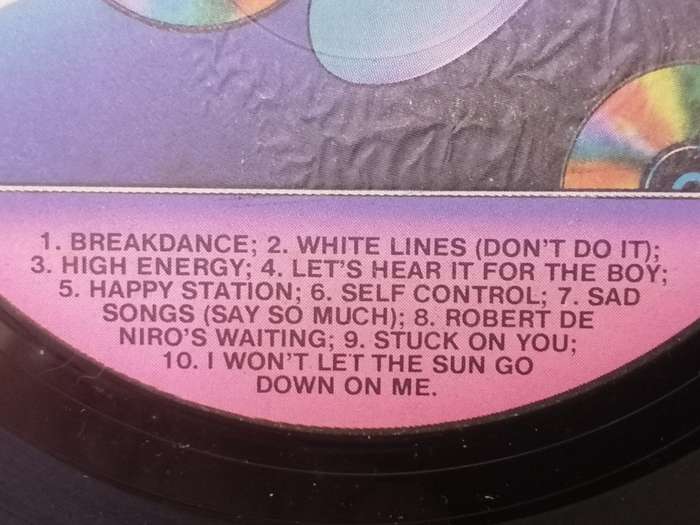 1. BREAKDANCE; 2. WHITE LINES (DON'T DO IT);
3. HIGH ENERGY; 4. LET'S HEAR IT FOR THE BOY;
5. HAPPY STATION; 6. SELF CONTROL; 7. SAD
SONGS (SAY SO MUCH); 8. ROBERT DE
NIRO'S WAITING; 9. STUCK ON YOU;
10. I WON'T LET THE SUN GO
DOWN ON ME.